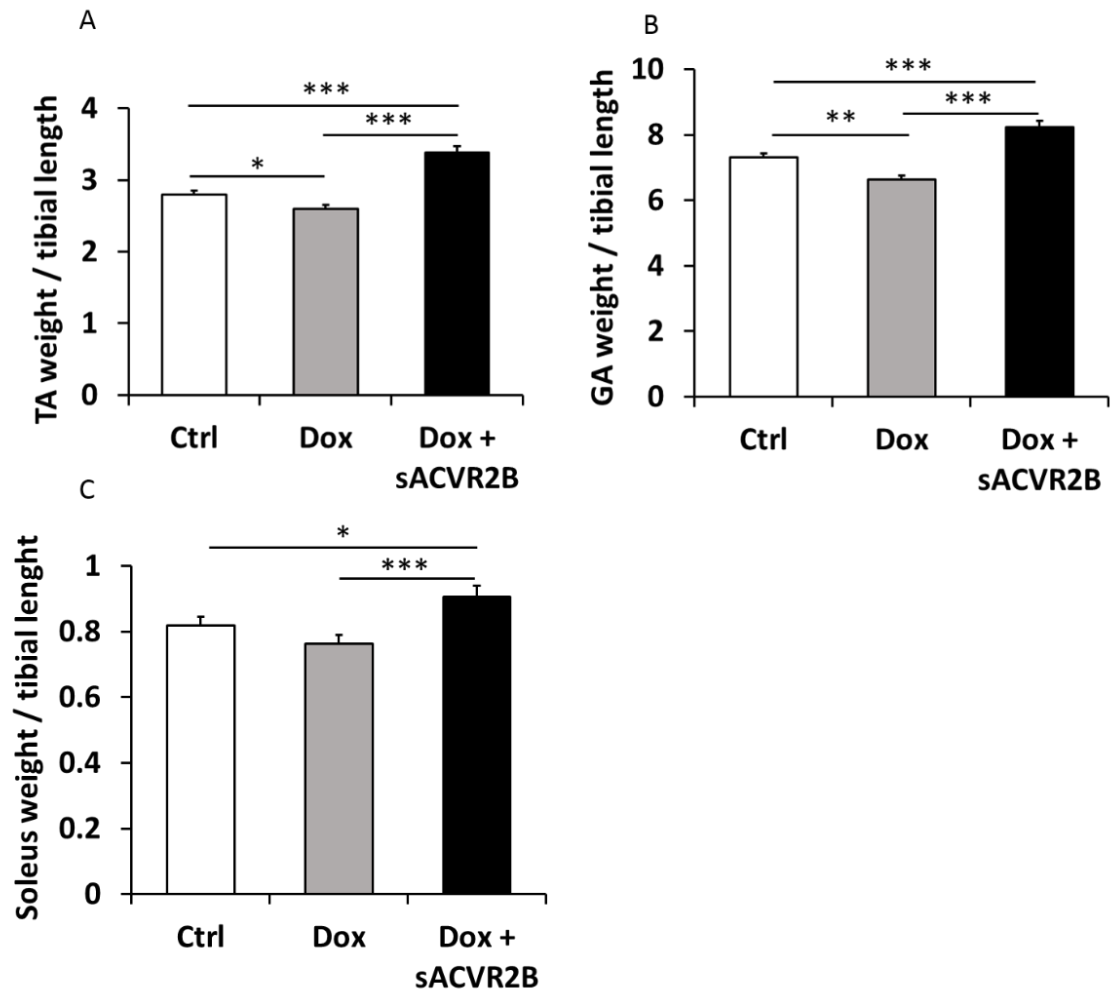 A
TA weight / tibial length
4
3
2
1
0
***
***
*
Ctrl
Dox
Dox +
sACVR2B
B
GA weight / tibial length
10
8
6
4
2
0
***
***
**
Ctrl
Dox
Dox +
sACVR2B
C
Soleus weight / tibial lenght
1
0.8
0.6
0.4
0.2
0
*
***
Ctrl
Dox
Dox +
sACVR2B